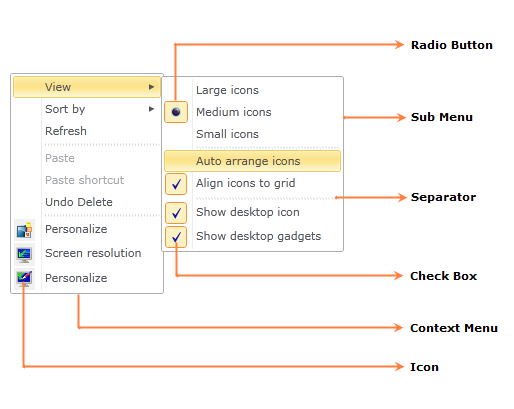 View
Sort by
Refresh
Paste
Paste shortcut
Undo Delete
Personalize
Screen resolution
Personalize
Large icons
Medium icons
Small icons
Auto arrange icons
Align icons to grid
Show desktop icon
Show desktop gadgets
Radio Button
Sub Menu
Separator
Check Box
Context Menu
Icon